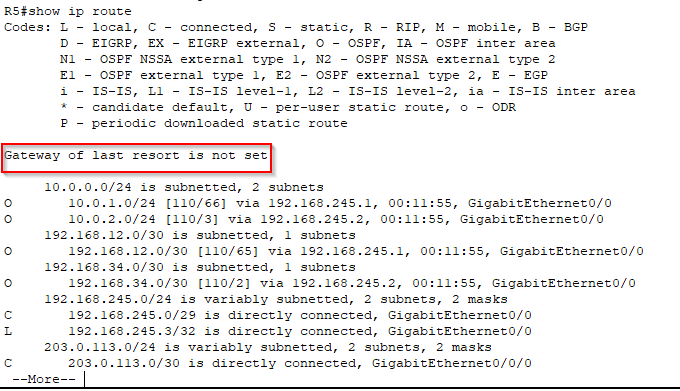 R5#show ip route
Codes: L - local, C - connected, S - static, R - RIP, M - mobile, B - BGP
D - EIGRP, EX - EIGRP external, O - OSPF, IA - OSPF inter area
N1 - OSPF NSSA external type 1, N2 - OSPF NSSA external type 2
E1 - OSPF external type 1, E2 - OSPF external type 2, E - EGP
i - IS-IS, L1 - IS-IS level-1, L2 - IS-IS level-2, ia - IS-IS inter area
* - candidate default, U - per-user static route, o - ODR
P - periodic downloaded static route
Gateway of last resort is not set
10.0.0.0/24 is subnetted, 2 subnets
O 10.0.1.0/24 [110/66] via 192.168.245.1, 00:11:55, GigabitEthernet0/0
O 10.0.2.0/24 [110/3] via 192.168.245.2, 00:11:55, GigabitEthernet0/0
192.168.12.0/30 is subnetted, 1 subnets
O 192.168.12.0/30 [110/65] via 192.168.245.1, 00:11:55, GigabitEthernet0/0
192.168.34.0/30 is subnetted, 1 subnets
O 192.168.34.0/30 [110/2] via 192.168.245.2, 00:11:55, GigabitEthernet0/0
192.168.245.0/24 is variably subnetted, 2 subnets, 2 masks
C 192.168.245.0/29 is directly connected, GigabitEthernet0/0
L 192.168.245.3/32 is directly connected, GigabitEthernet0/0
203.0.113.0/24 is variably subnetted, 2 subnets, 2 masks
C 203.0.113.0/30 is directly connected, GigabitEthernet0/0/0
--More--